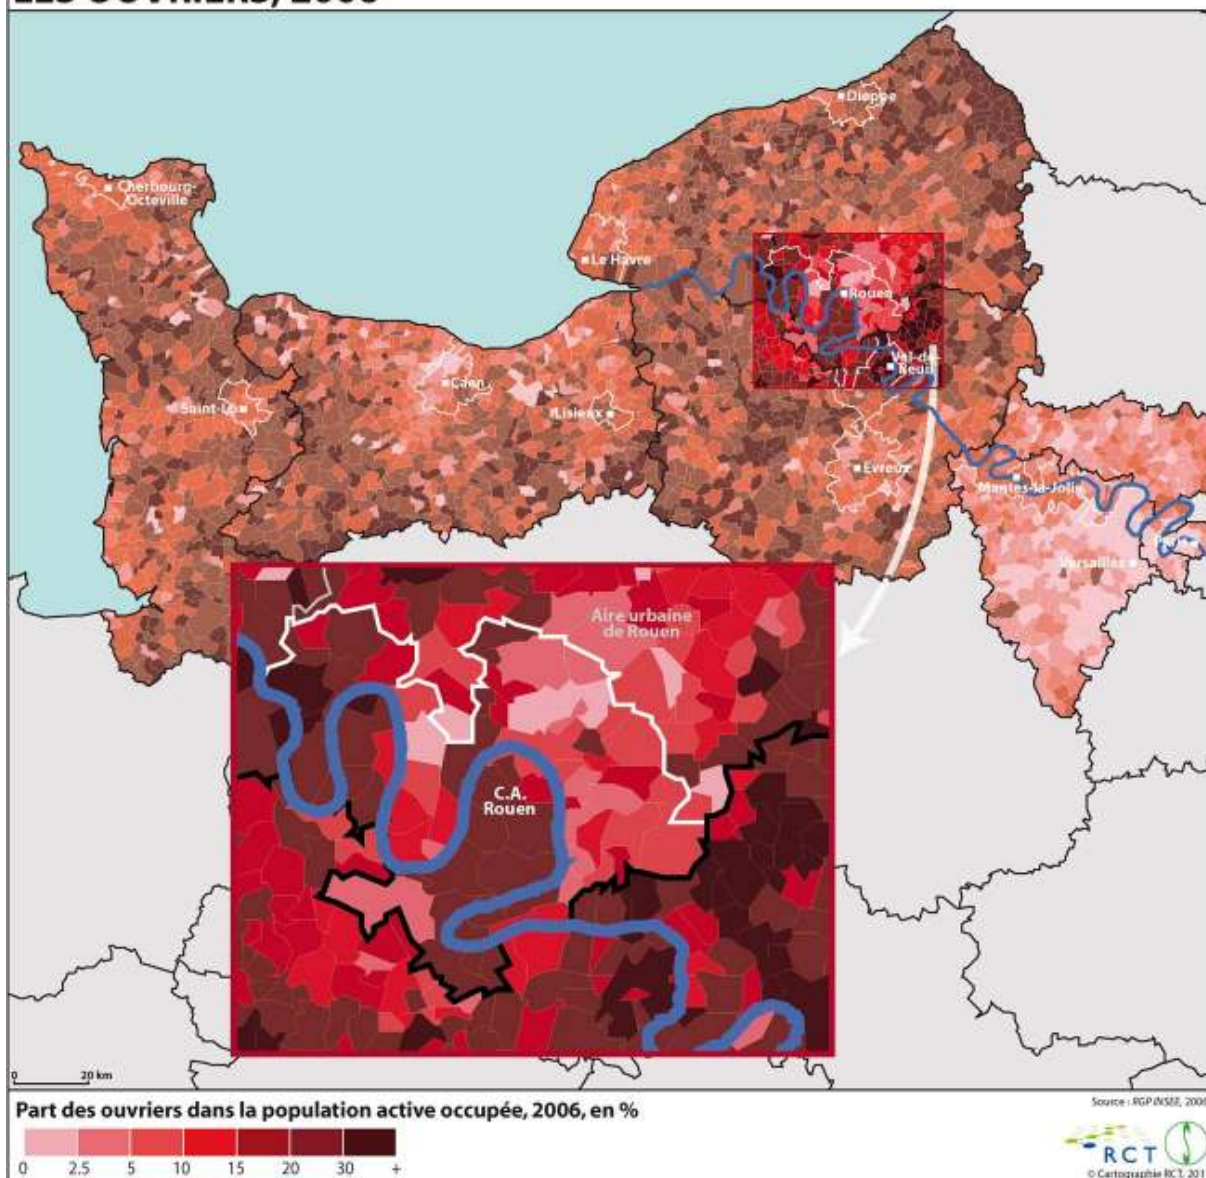 Dieppe
Cherbourg-
Octeville
Le Havre
Rouen
Val-de-
Reuil
Caen
Saint-Lô
Lisieux
Evreux
Mantes-la-Jolie
Versailles
Aire urbaine
de Rouen
C.A.
Rouen
0 20 km
Part des ouvriers dans la population active occupée, 2006, en %
0 2.5 5 10 15 20 30 +
Source : RGP INSEE, 2006
RCT
© Cartographie RCT, 201